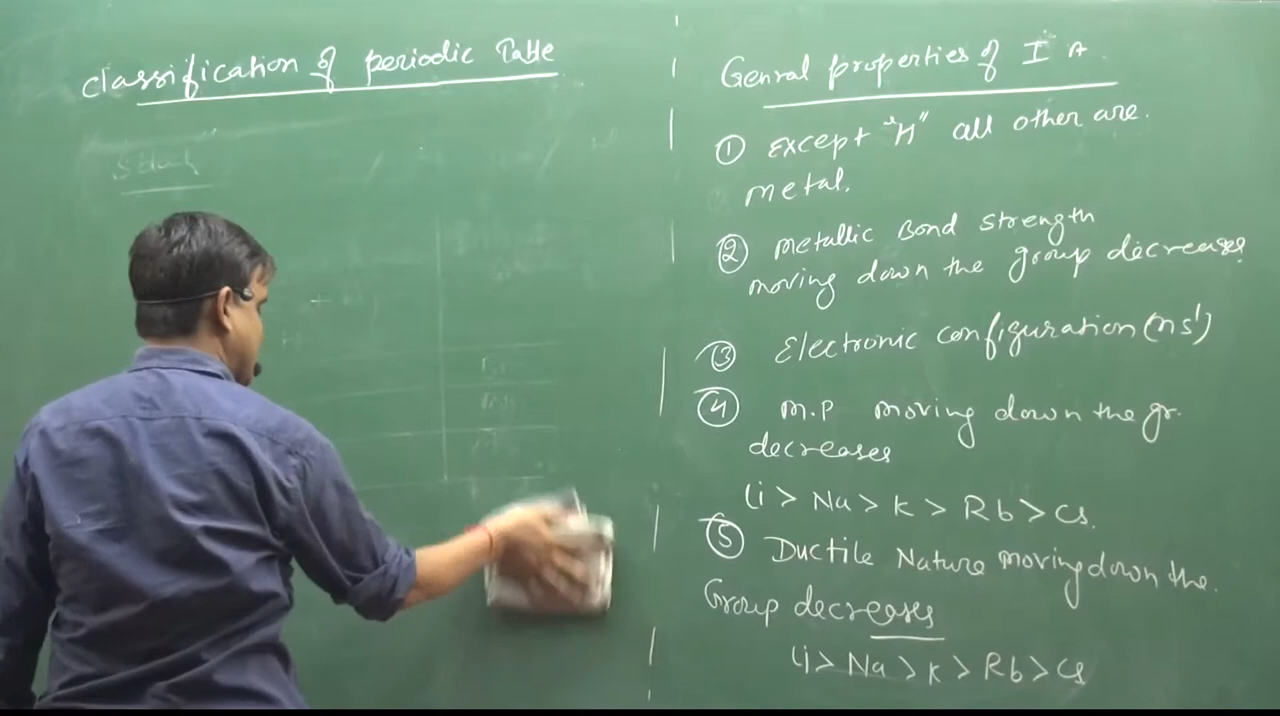 Classification of periodic Table
Genral properties of I A.
① Except "H" all other are.
metal.
② Metallic Bond strength
moving down the group decreases.
③ Electronic configuration (ns¹)
④ M.P moving down the gr.
decreases
Li > Na > K > Rb > Cs.
⑤ Ductile Nature moving down the.
Group decreases
Li > Na > K > Rb > Cs